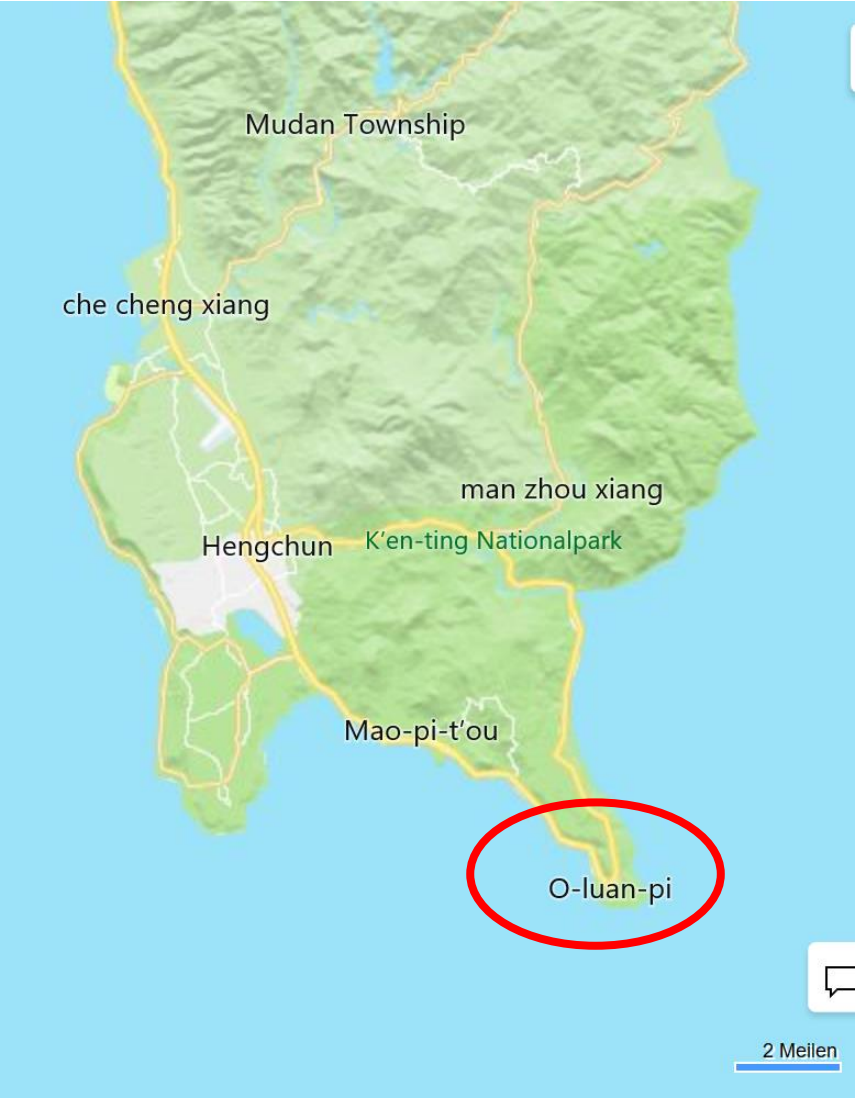 Mudan Township
che cheng xiang
man zhou xiang
K'en-ting Nationalpark
Hengchun
Mao-pi-t'ou
O-luan-pi
2 Meilen